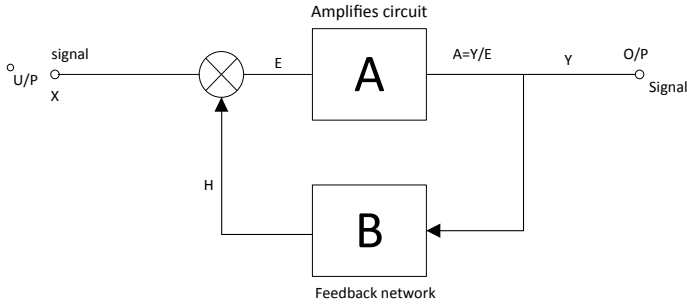 Amplifies circuit
signal
U/P
X
E
A
A=Y/E
Y
O/P
Signal
H
B
Feedback network